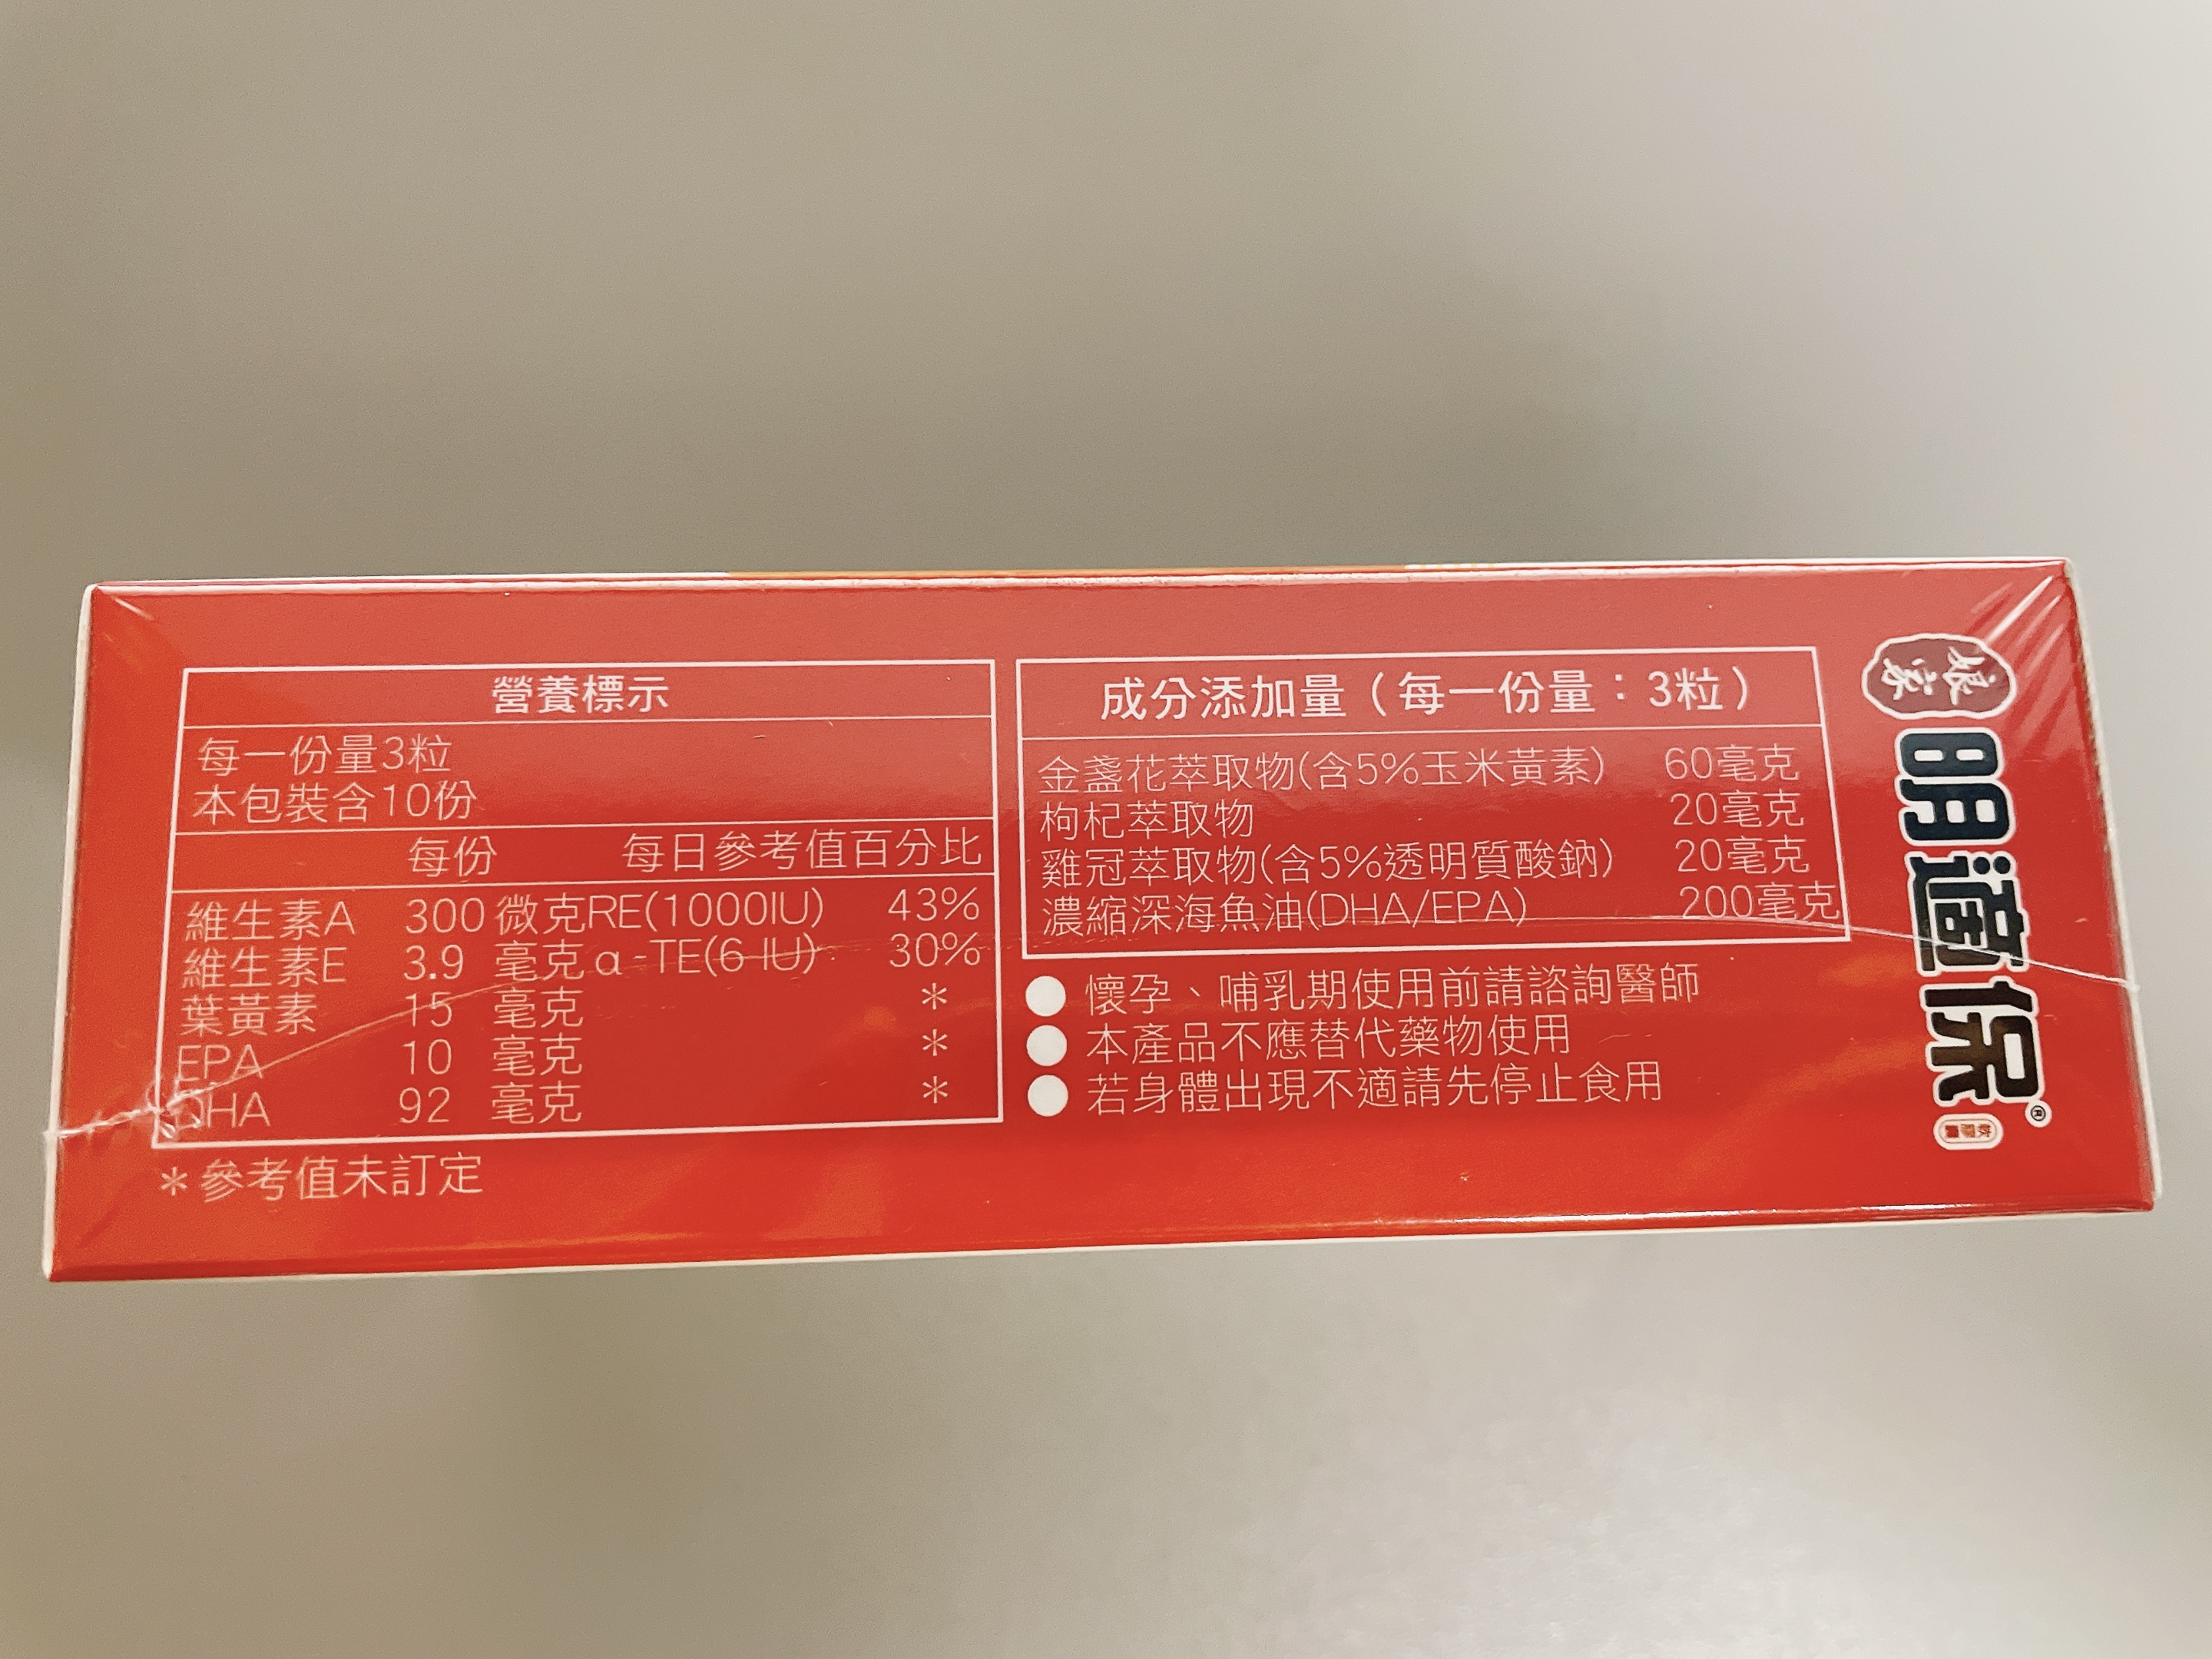 營養標示
每一份量3粒
本包裝含10份
每份 每日參考值百分比
維生素A 300 微克RE(1000IU) 43%
維生素E 3.9 毫克 α-TE(6 IU) 30%
葉黃素 15 毫克 *
EPA 10 毫克 *
DHA 92 毫克 *
*參考值未訂定
成分添加量（每一份量：3粒）
金盞花萃取物(含5%玉米黃素) 60毫克
枸杞萃取物 20毫克
雞冠萃取物(含5%透明質酸鈉) 20毫克
濃縮深海魚油(DHA/EPA) 200毫克
● 懷孕、哺乳期使用前請諮詢醫師
● 本產品不應替代藥物使用
● 若身體出現不適請先停止食用
娘家
明適保®
軟膠囊